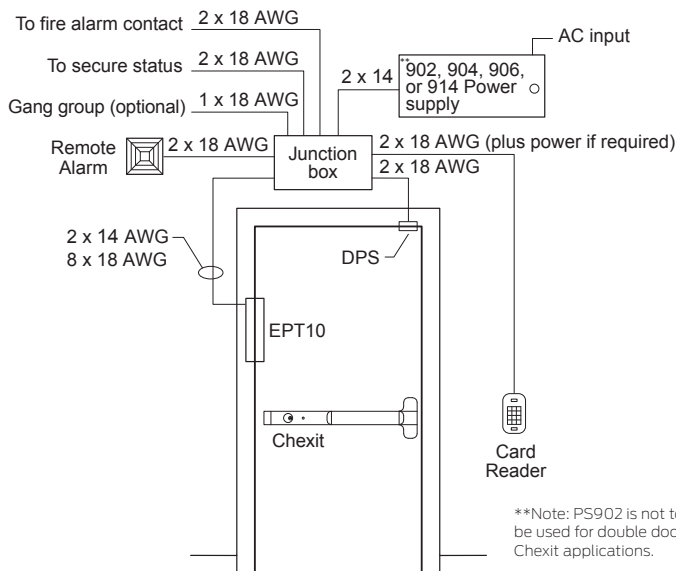 To fire alarm contact
2 x 18 AWG
To secure status
2 x 18 AWG
Gang group (optional)
1 x 18 AWG
Remote
Alarm
2 x 18 AWG
Junction
box
2 x 14
**902, 904, 906,
or 914 Power
supply
AC input
2 x 18 AWG (plus power if required)
2 x 18 AWG
2 x 14 AWG
8 x 18 AWG
DPS
EPT10
Chexit
Card
Reader
**Note: PS902 is not to
be used for double doo
Chexit applications.